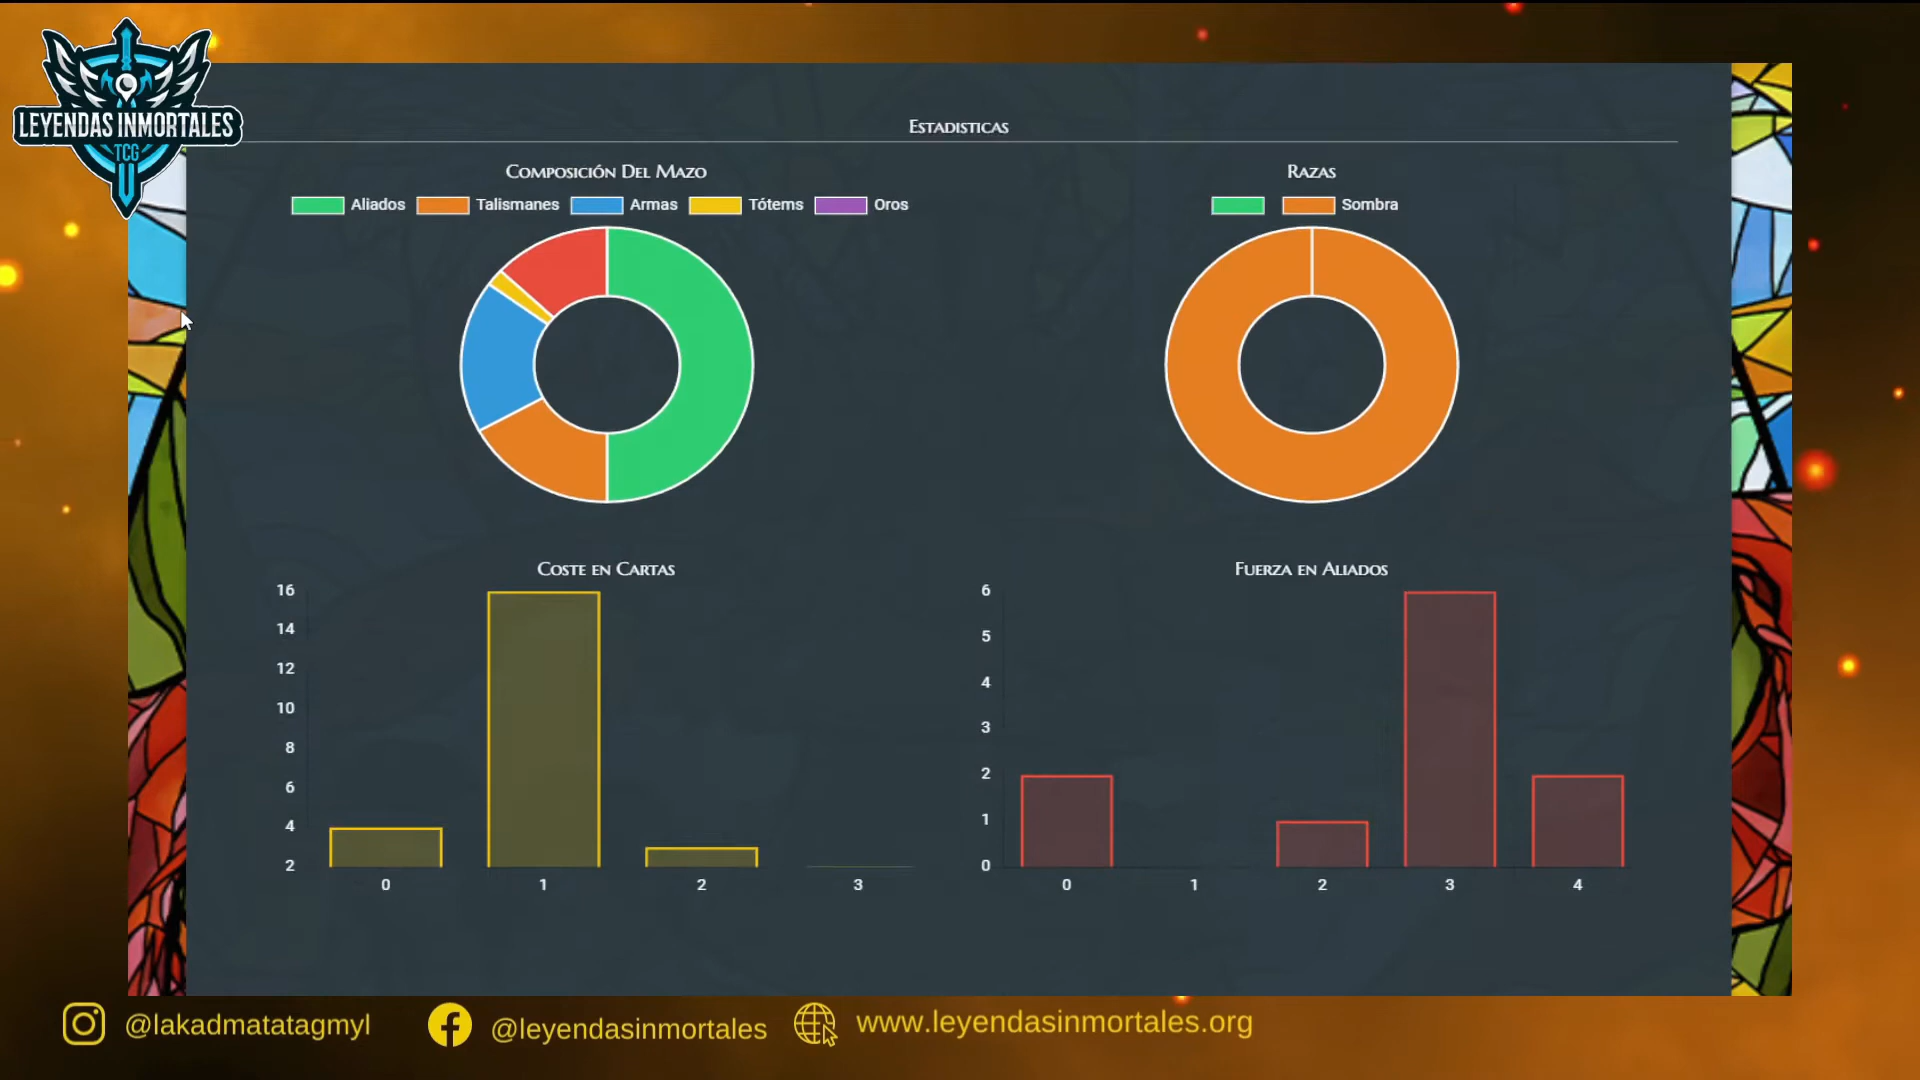 LEYENDAS INMORTALES
TCG
Estadisticas
Composición Del Mazo
Aliados Talismanes Armas Tótems Oros
Razas
Sombra
Coste en Cartas
16
14
12
10
8
6
4
2
0 1 2 3
Fuerza en Aliados
6
5
4
3
2
1
0
0 1 2 3 4
@lakadmatatagmyl @leyendasinmortales www.leyendasinmortales.org